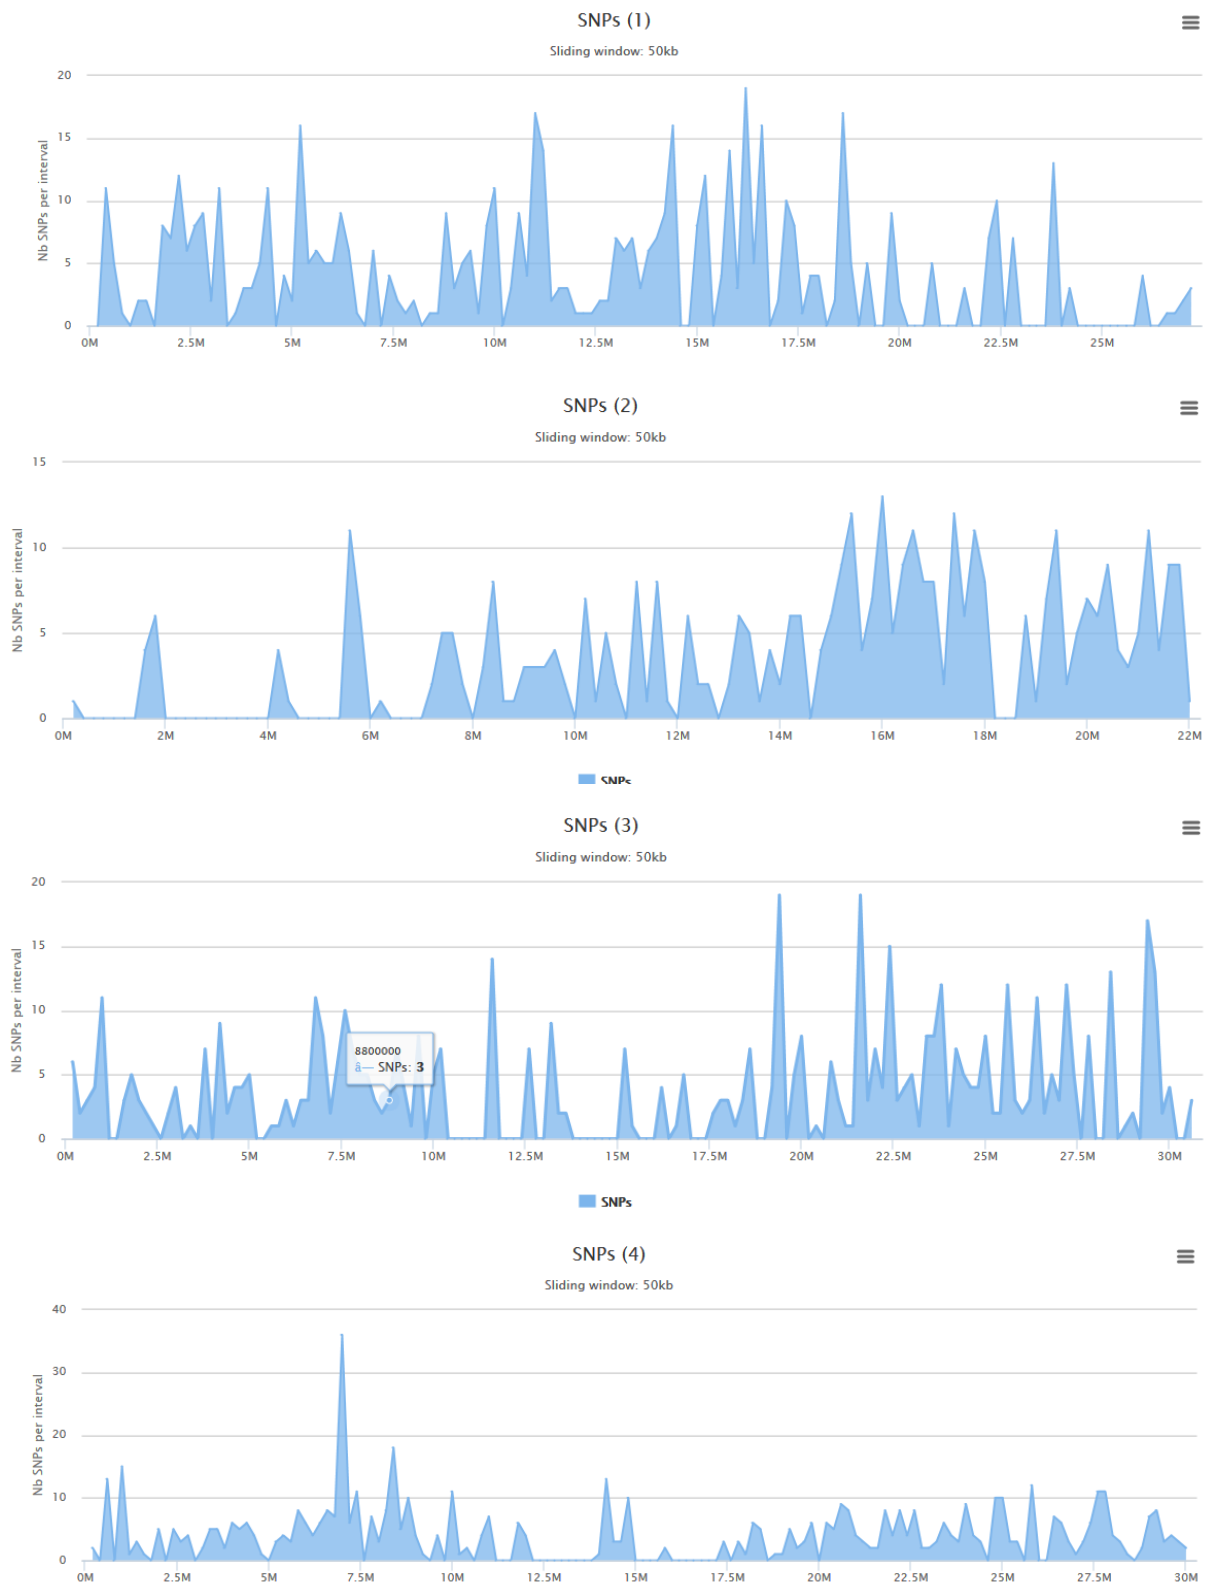 SNPs (1)
Sliding window: 50kb
Nb SNPs per interval
20
15
10
5
0
0M 2.5M 5M 7.5M 10M 12.5M 15M 17.5M 20M 22.5M 25M
SNPs (2)
Sliding window: 50kb
Nb SNPs per interval
15
10
5
0
0M 2M 4M 6M 8M 10M 12M 14M 16M 18M 20M 22M
SNPs
SNPs (3)
Sliding window: 50kb
Nb SNPs per interval
20
15
10
5
0
8800000
â— SNPs: 3
0M 2.5M 5M 7.5M 10M 12.5M 15M 17.5M 20M 22.5M 25M 27.5M 30M
SNPs
SNPs (4)
Sliding window: 50kb
Nb SNPs per interval
40
30
20
10
0
0M 2.5M 5M 7.5M 10M 12.5M 15M 17.5M 20M 22.5M 25M 27.5M 30M